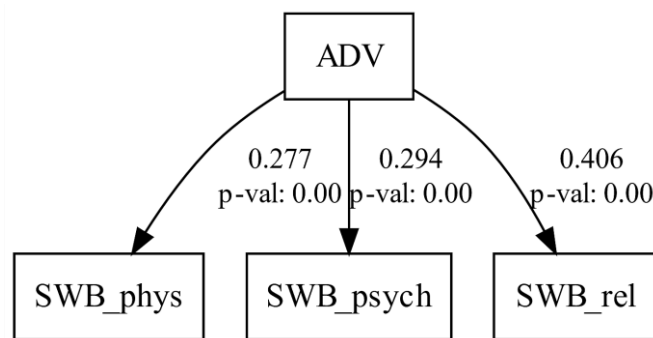 ADV
0.277
p-val: 0.00
0.294
p-val: 0.00
0.406
p-val: 0.00
SWB_phys
SWB_psych
SWB_rel